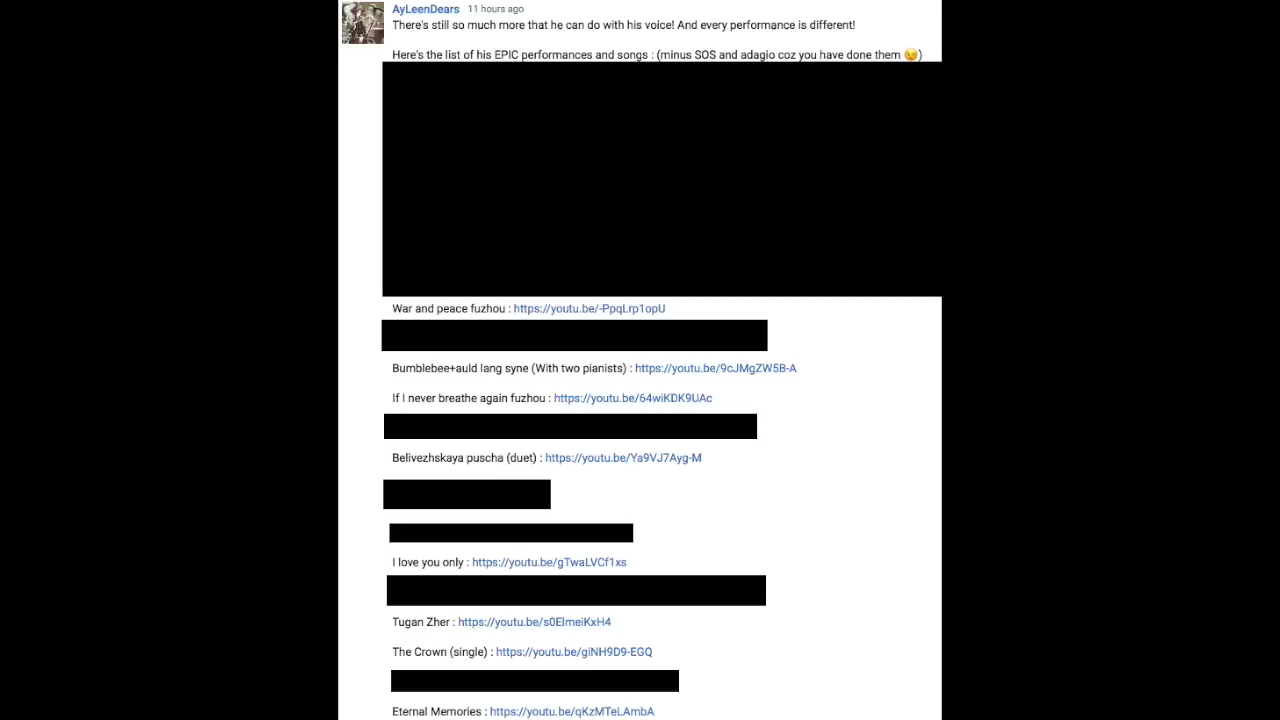 AyLeenDears 11 hours ago
There's still so much more that he can do with his voice! And every performance is different!
Here's the list of his EPIC performances and songs : (minus SOS and adagio coz you have done them 😉)
War and peace fuzhou : https://youtu.be/-PpqLrp1opU
Bumblebee+auld lang syne (With two pianists) : https://youtu.be/9cJMgZW5B-A
If I never breathe again fuzhou : https://youtu.be/64wiKDK9UAc
Belivezhskaya puscha (duet) : https://youtu.be/Ya9VJ7Ayg-M
I love you only : https://youtu.be/gTwaLVCf1xs
Tugan Zher : https://youtu.be/s0ElmeiKxH4
The Crown (single) : https://youtu.be/giNH9D9-EGQ
Eternal Memories : https://youtu.be/qKzMTeLAmbA